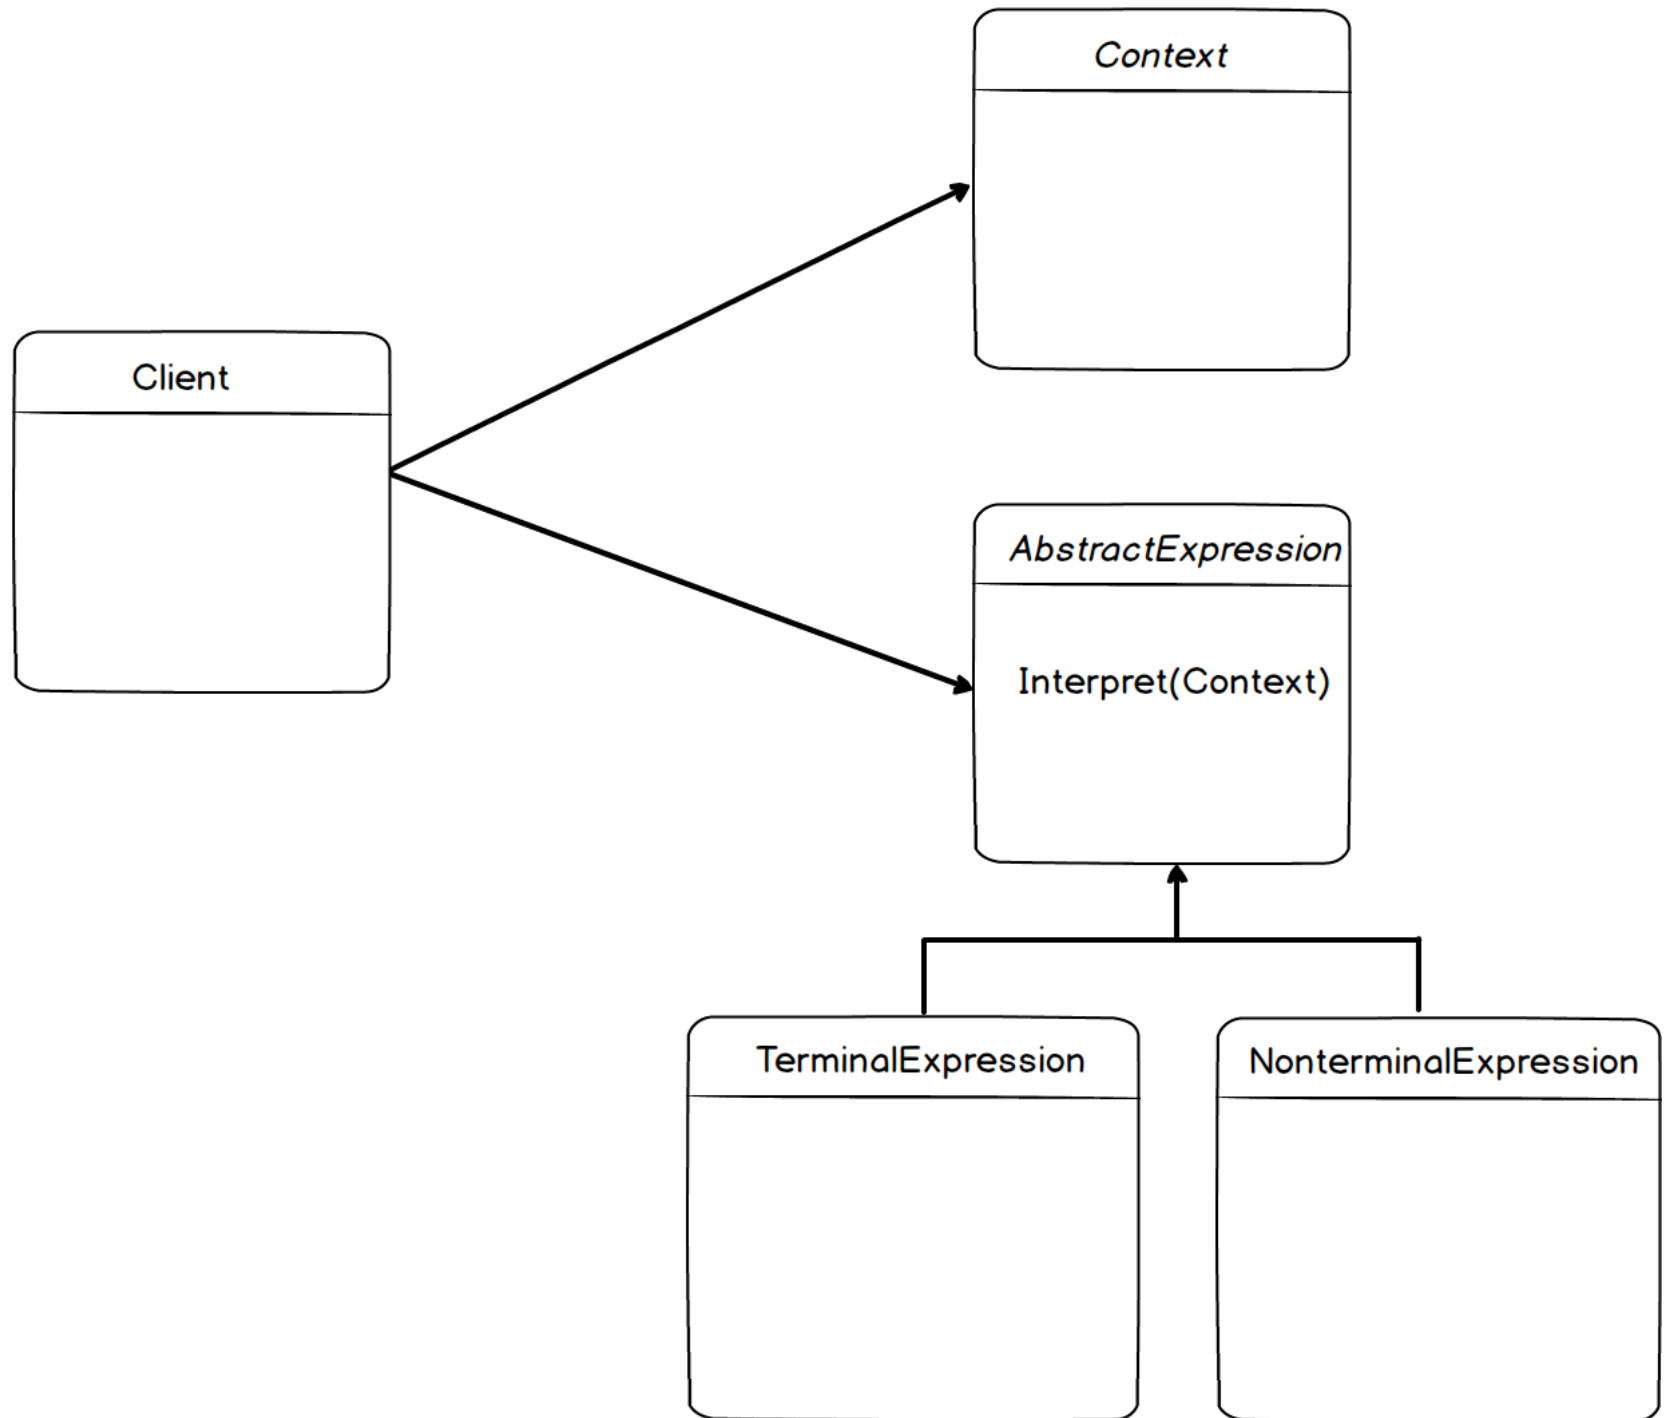 Context
Client
AbstractExpression
Interpret(Context)
TerminalExpression
NonterminalExpression